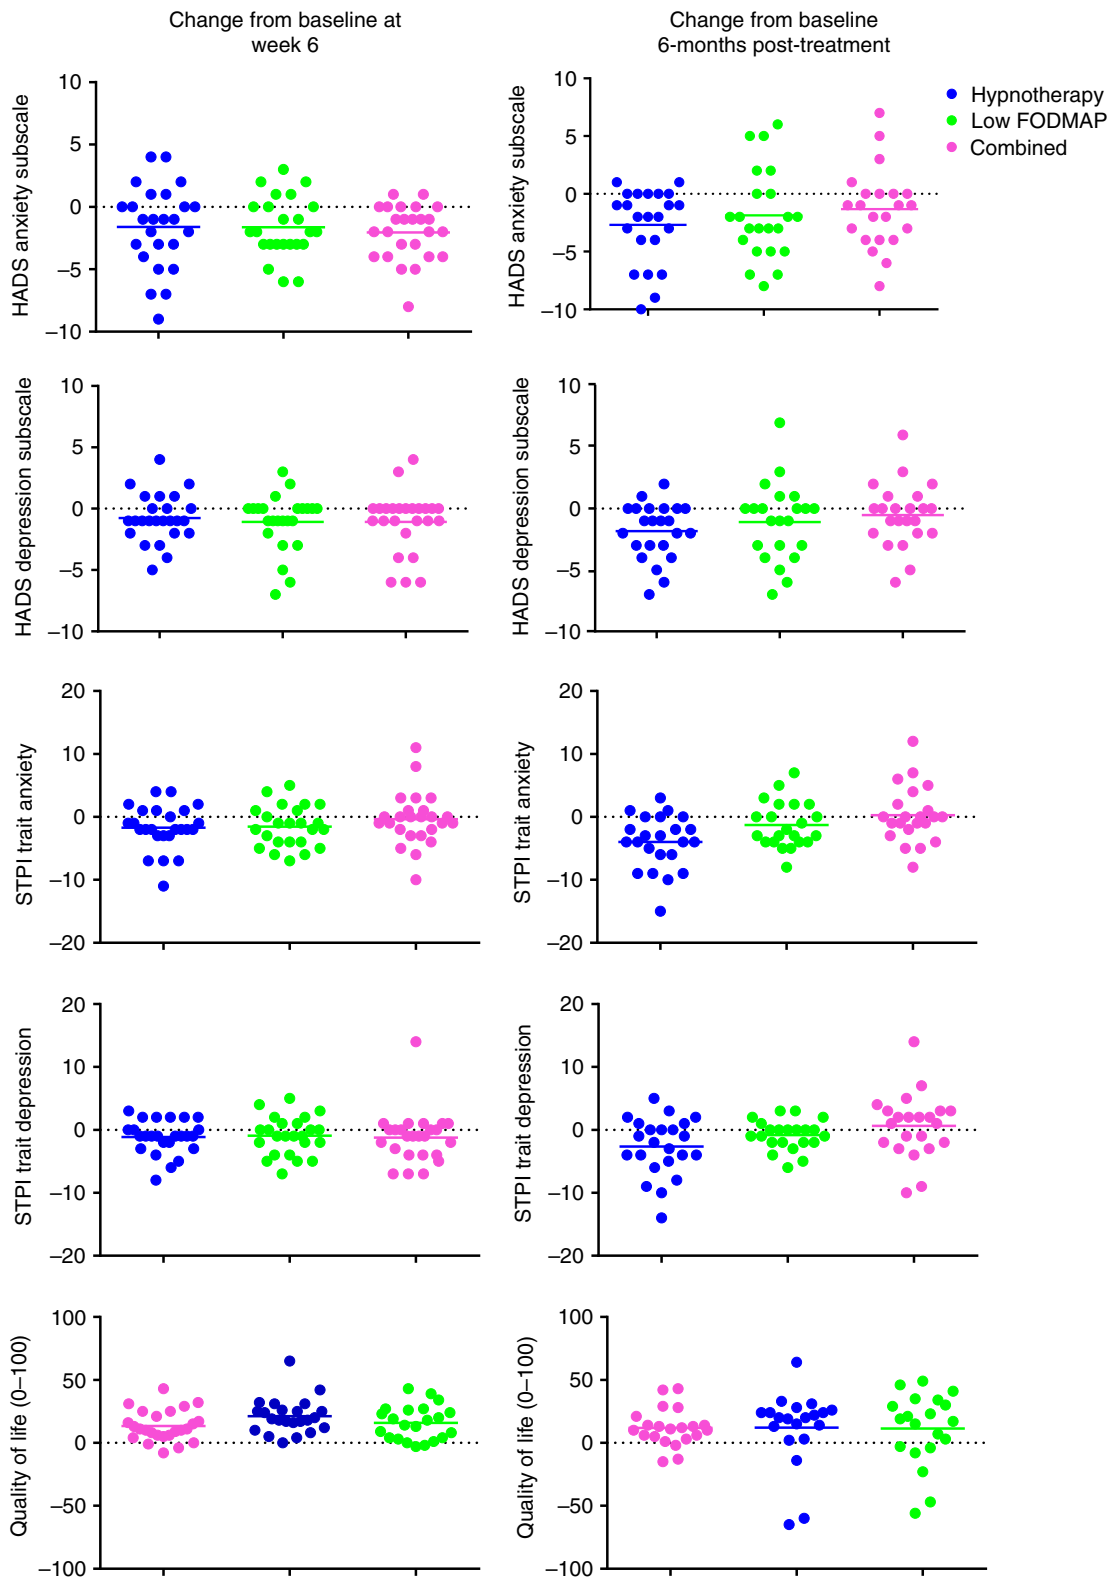 Change from baseline at
week 6
Change from baseline
6-months post-treatment
Hypnotherapy
Low FODMAP
Combined
HADS anxiety subscale
10
5
0
–5
–10
HADS anxiety subscale
10
5
0
–5
–10
HADS depression subscale
10
5
0
–5
–10
HADS depression subscale
10
5
0
–5
–10
STPI trait anxiety
20
10
0
–10
–20
STPI trait anxiety
20
10
0
–10
–20
STPI trait depression
20
10
0
–10
–20
STPI trait depression
20
10
0
–10
–20
Quality of life (0–100)
100
50
0
–50
–100
Quality of life (0–100)
100
50
0
–50
–100